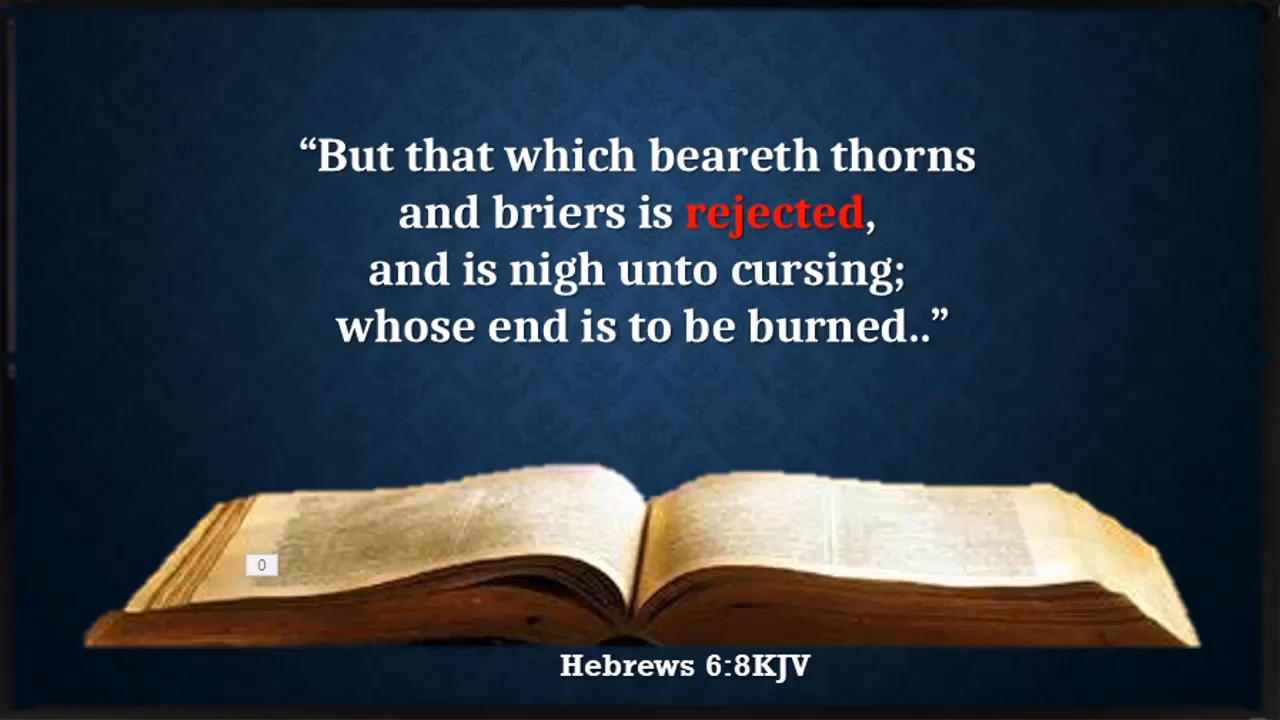 “But that which beareth thorns
and briers is rejected,
and is nigh unto cursing;
whose end is to be burned..”
0
Hebrews 6:8KJV